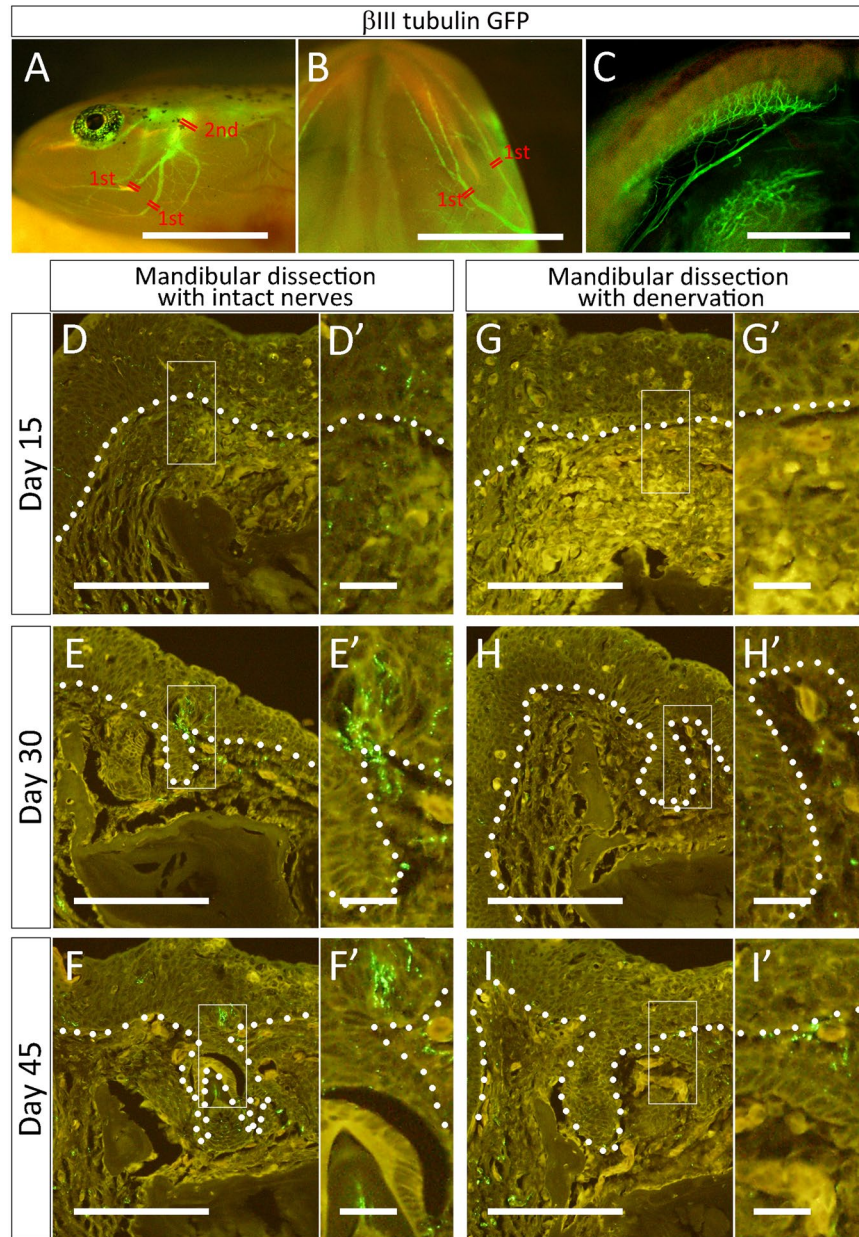 βIII tubulin GFP
A
B
C
2nd
1st
1st
1st
1st
Mandibular dissection
with intact nerves
Mandibular dissection
with denervation
Day 15
D
D’
G
G’
Day 30
E
E’
H
H’
Day 45
F
F’
I
I’